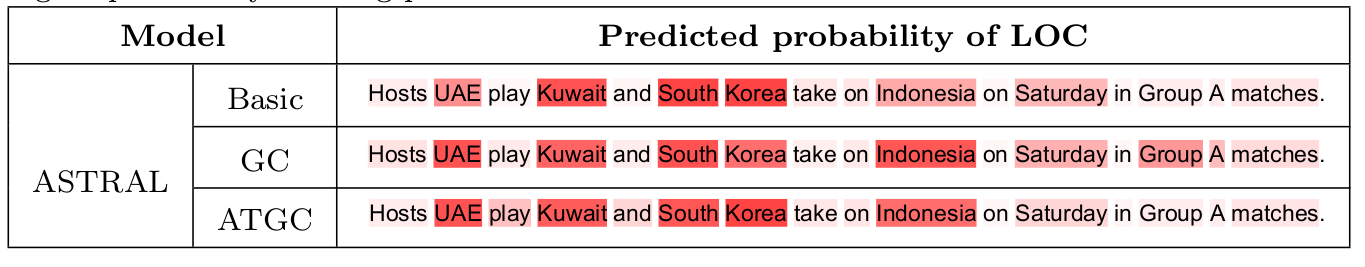 Model Predicted probability of LOC
Basic Hosts UAE play Kuwait and South Korea take on Indonesia on Saturday in Group A matches.
ASTRAL GC Hosts UAE play Kuwait and South Korea take on Indonesia on Saturday in Group A matches.
ATGC Hosts UAE play Kuwait and South Korea take on Indonesia on Saturday in Group A matches.